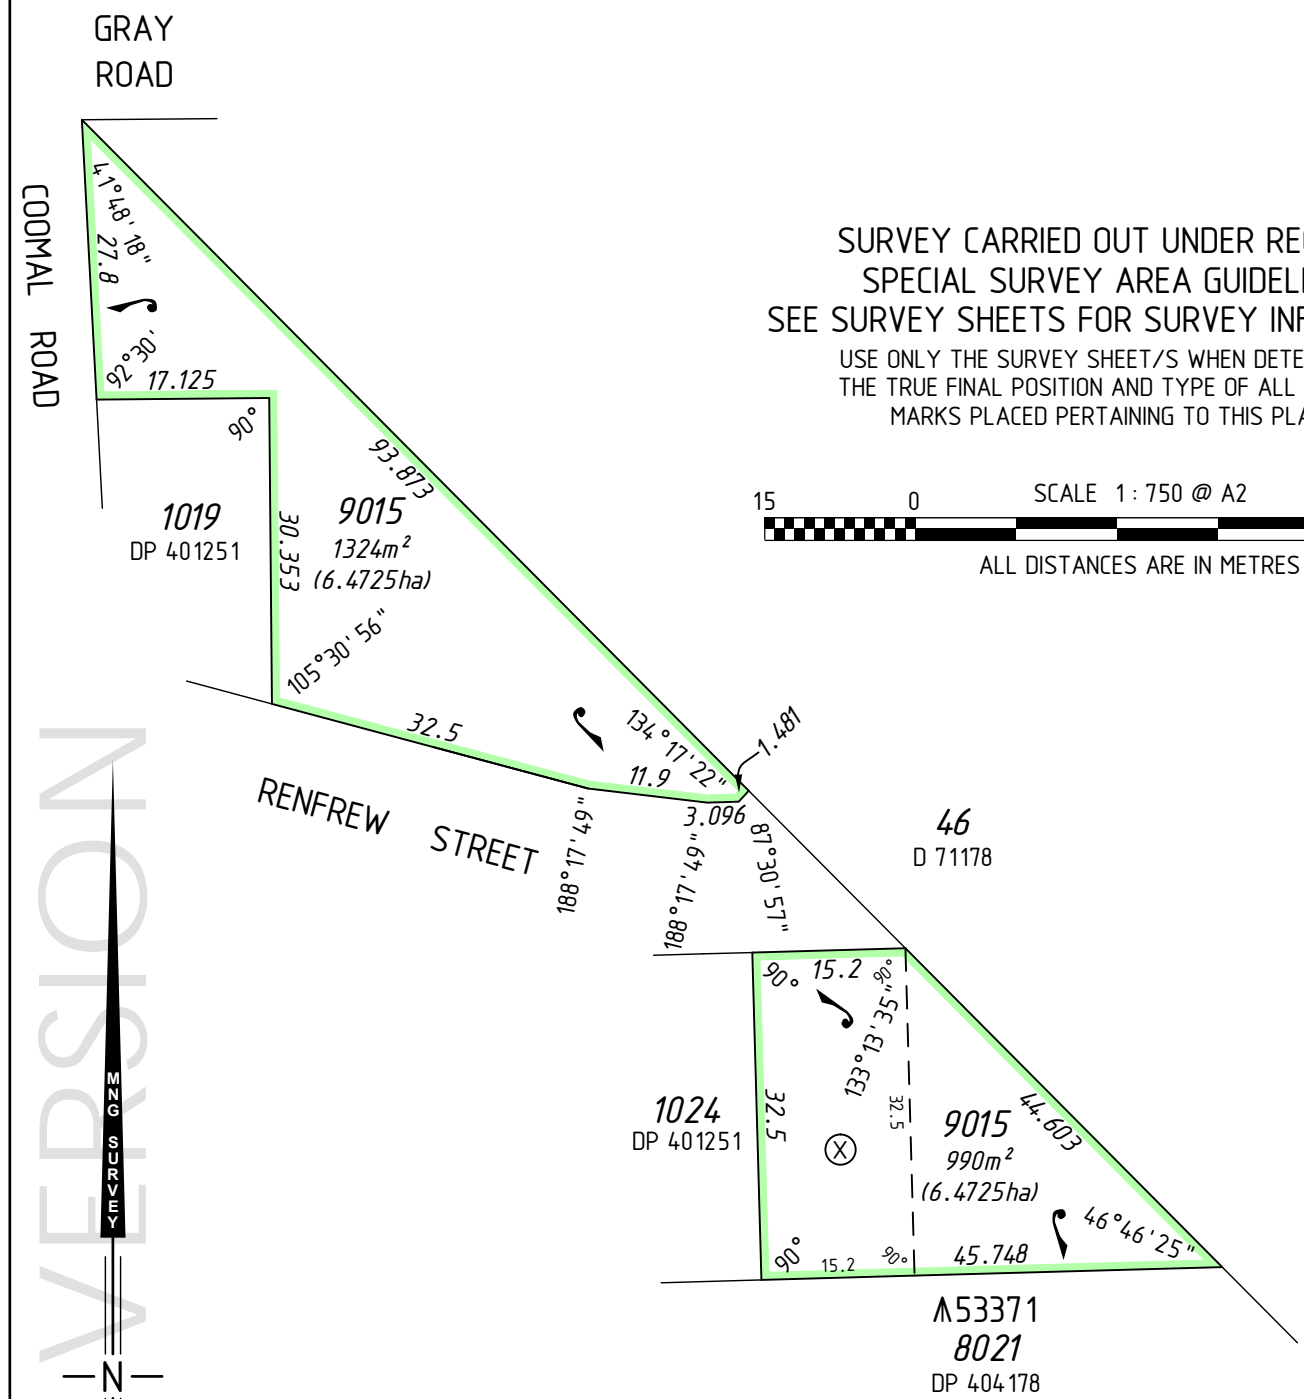 GRAY
ROAD
COOMAL ROAD
41°48'18"
27.8
92°30'
17.125
90°
93.873
1019
DP 401251
30.353
9015
1324m²
(6.4725ha)
105°30'56"
32.5
RENFREW STREET
134°17'22"
1.481
11.9
3.096
188°17'49"
188°17'49"
87°30'57"
SURVEY CARRIED OUT UNDER
SPECIAL SURVEY AREA
SEE SURVEY SHEETS FOR SURVEY
USE ONLY THE SURVEY SHEET/S WHEN
THE TRUE FINAL POSITION AND TYPE OF ALL
MARKS PLACED PERTAINING TO THIS
15 0 SCALE 1 : 750 @ A2
ALL DISTANCES ARE IN METRES
46
D 71178
90° 15.2 90°
133°13'35"
32.5
32.5
1024
DP 401251
X
44.603
9015
990m²
(6.4725ha)
46°46'25"
90° 15.2 90° 45.748
53371
8021
DP 404178
VERSION
MNG SURVEY
N